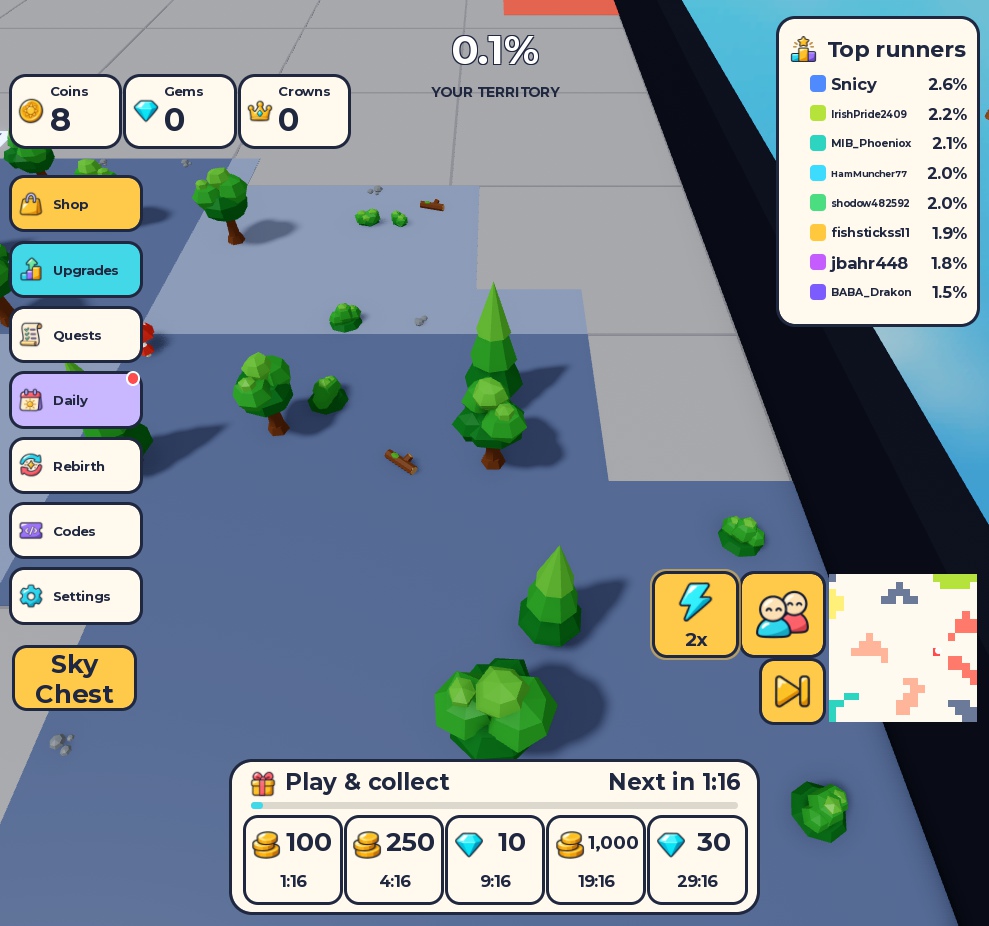 0.1%
YOUR TERRITORY
Coins
8
Gems
0
Crowns
0
Shop
Upgrades
Quests
Daily
Rebirth
Codes
Settings
Sky
Chest
Top runners
Snicy 2.6%
IrishPride2409 2.2%
MIB_Phoeniox 2.1%
HamMuncher77 2.0%
shodow482592 2.0%
fishstickss11 1.9%
jbahr448 1.8%
BABA_Drakon 1.5%
2x
Play & collect Next in 1:16
100
1:16
250
4:16
10
9:16
1,000
19:16
30
29:16